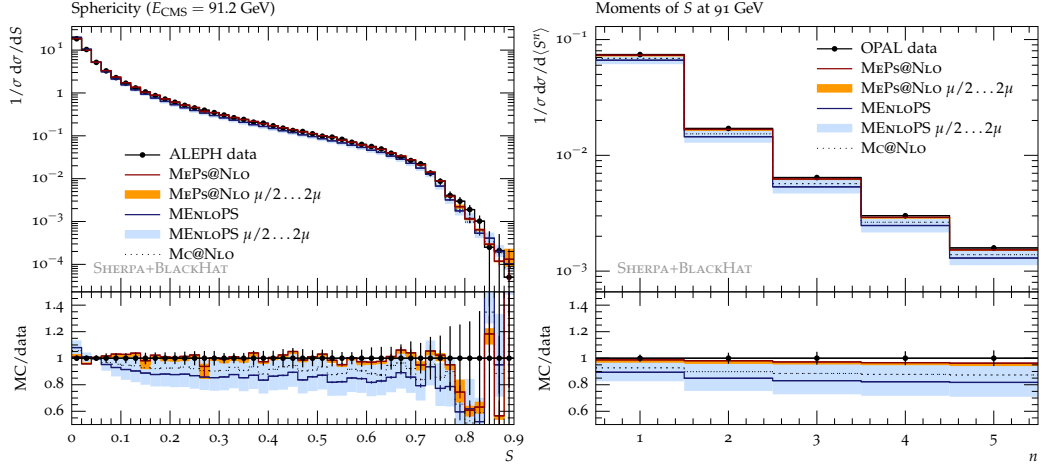 Sphericity (E_CMS = 91.2 GeV)
1/σ dσ/dS
10^1
1
10^−1
10^−2
10^−3
10^−4
ALEPH data
MEPS@NLO
MEPS@NLO μ/2...2μ
MENLOPS
MENLOPS μ/2...2μ
MC@NLO
SHERPA+BLACKHAT
MC/data
1.4
1.2
1
0.8
0.6
0 0.1 0.2 0.3 0.4 0.5 0.6 0.7 0.8 0.9
S
Moments of S at 91 GeV
1/σ dσ/d⟨S^n⟩
10^−1
10^−2
10^−3
OPAL data
MEPS@NLO
MEPS@NLO μ/2...2μ
MENLOPS
MENLOPS μ/2...2μ
MC@NLO
SHERPA+BLACKHAT
MC/data
1.4
1.2
1
0.8
0.6
1 2 3 4 5
n